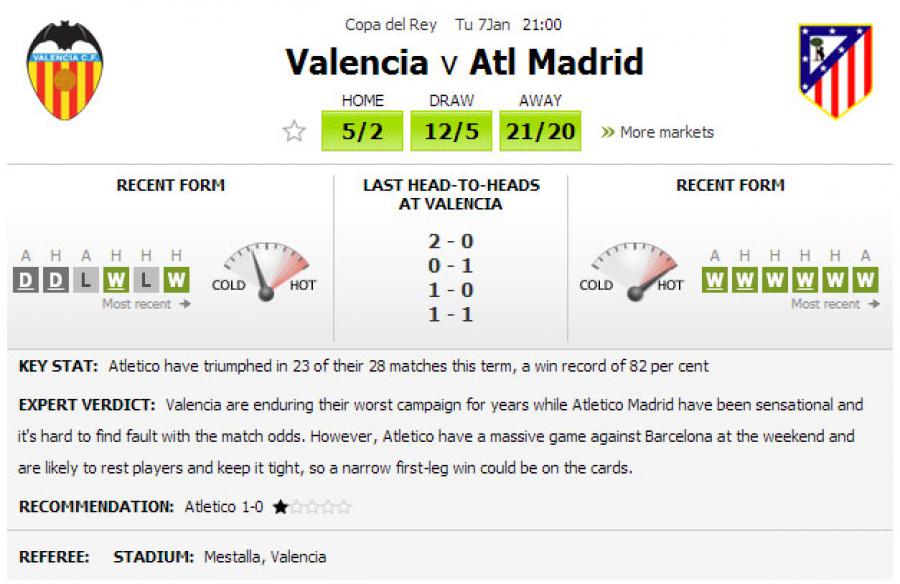 Copa del Rey Tu 7Jan 21:00
VALENCIA C.F.
Valencia v Atl Madrid
HOME DRAW AWAY
5/2 12/5 21/20 » More markets
RECENT FORM
A H A H H H
D D L W L W
Most recent →
COLD HOT
LAST HEAD-TO-HEADS
AT VALENCIA
2 - 0
0 - 1
1 - 0
1 - 1
RECENT FORM
COLD HOT
A H H H H A
W W W W W W
Most recent →
KEY STAT: Atletico have triumphed in 23 of their 28 matches this term, a win record of 82 per cent
EXPERT VERDICT: Valencia are enduring their worst campaign for years while Atletico Madrid have been sensational and
it's hard to find fault with the match odds. However, Atletico have a massive game against Barcelona at the weekend and
are likely to rest players and keep it tight, so a narrow first-leg win could be on the cards.
RECOMMENDATION: Atletico 1-0
REFEREE: STADIUM: Mestalla, Valencia